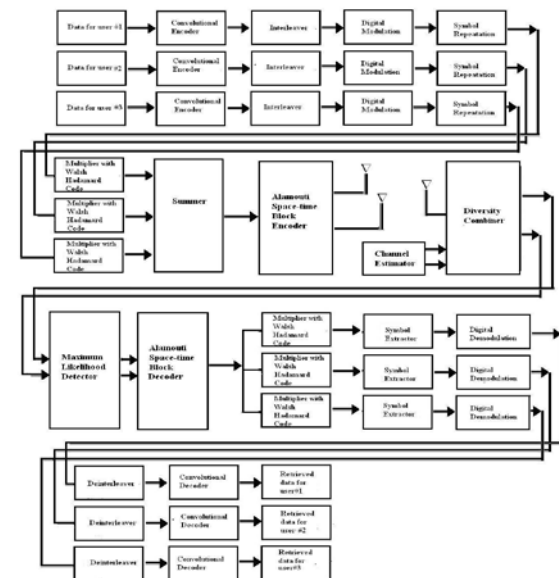 Data for user #1
Convolutional
Encoder
Interleaver
Digital
Modulation
Symbol
Repeatation
Data for user #2
Convolutional
Encoder
Interleaver
Digital
Modulation
Symbol
Repeatation
Data for user #3
Convolutional
Encoder
Interleaver
Digital
Modulation
Symbol
Repeatation
Multiplier with
Walsh
Hadamard
Code
Multiplier with
Walsh
Hadamard
Code
Multiplier with
Walsh
Hadamard
Code
Summer
Alamouti
Space-time
Block
Encoder
Channel
Estimator
Diversity
Combiner
Maximum
Likelihood
Detector
Alamouti
Space-time
Block
Decoder
Multiplier with
Walsh
Hadamard
Code
Symbol
Extractor
Digital
Demodulation
Multiplier with
Walsh
Hadamard
Code
Symbol
Extractor
Digital
Demodulation
Multiplier with
Walsh
Hadamard
Code
Symbol
Extractor
Digital
Demodulation
Deinterleaver
Convolutional
Decoder
Retrieved
data for
user#1
Deinterleaver
Convolutional
Decoder
Retrieved
data for
user #2
Deinterleaver
Convolutional
Decoder
Retrieved
data for
user#3